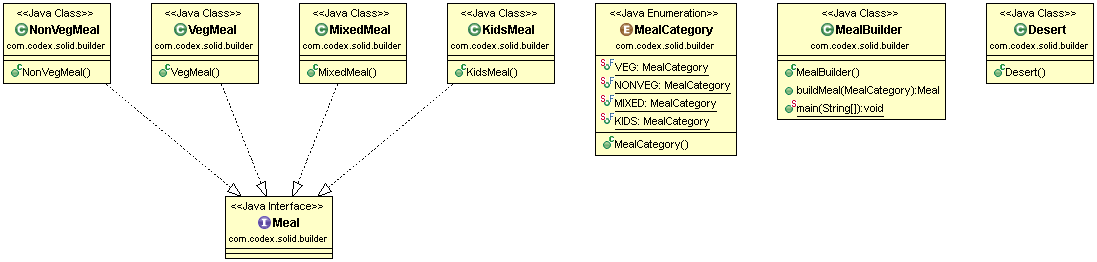 <<Java Class>>
NonVegMeal
com.codex.solid.builder
NonVegMeal()
<<Java Class>>
VegMeal
com.codex.solid.builder
VegMeal()
<<Java Class>>
MixedMeal
com.codex.solid.builder
MixedMeal()
<<Java Class>>
KidsMeal
com.codex.solid.builder
KidsMeal()
<<Java Enumeration>>
MealCategory
com.codex.solid.builder
VEG: MealCategory
NONVEG: MealCategory
MIXED: MealCategory
KIDS: MealCategory
MealCategory()
<<Java Class>>
MealBuilder
com.codex.solid.builder
MealBuilder()
buildMeal(MealCategory):Meal
main(String[]):void
<<Java Class>>
Desert
com.codex.solid.builder
Desert()
<<Java Interface>>
Meal
com.codex.solid.builder